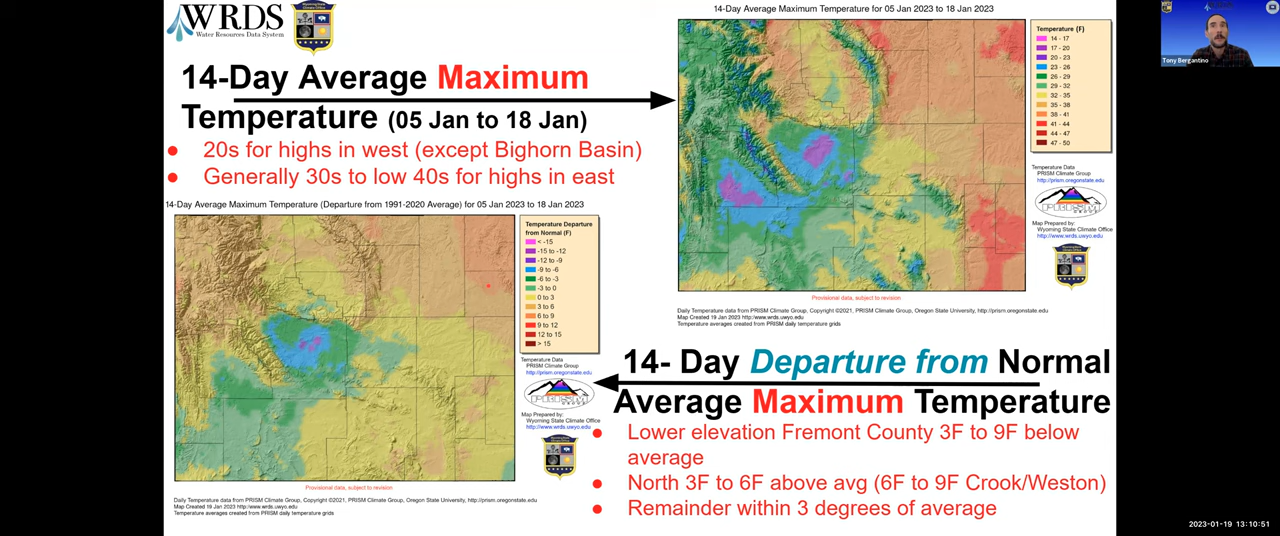 WRDS
Water Resources Data System
14-Day Average Maximum
Temperature (05 Jan to 18 Jan)
● 20s for highs in west (except Bighorn Basin)
● Generally 30s to low 40s for highs in east
14-Day Average Maximum Temperature for 05 Jan 2023 to 18 Jan 2023
Temperature (F)
14 - 17
17 - 20
20 - 23
23 - 26
26 - 29
29 - 32
32 - 35
35 - 38
38 - 41
41 - 44
44 - 47
47 - 50
Temperature Data
PRISM Climate Group
http://prism.oregonstate.edu
PRISM
Map Prepared by:
Wyoming State Climate Office
http://www.wrds.uwyo.edu
Provisional data, subject to revision
Daily Temperature data from PRISM Climate Group, Copyright ©2021, PRISM Climate Group, Oregon State University, http://prism.oregonstate.edu
Map Created 19 Jan 2023 http:/www.wrds.uwyo.edu
Temperature averages created from PRISM daily temperature grids
14-Day Average Maximum Temperature (Departure from 1991-2020 Average) for 05 Jan 2023 to 18 Jan 2023
Temperature Departure
from Normal (F)
< -15
-15 to -12
-12 to -9
-9 to -6
-6 to -3
-3 to 0
0 to 3
3 to 6
6 to 9
9 to 12
12 to 15
> 15
Temperature Data
PRISM Climate Group
http://prism.oregonstate.edu
PRISM
Map Prepared by:
Wyoming State Climate Office
http://www.wrds.uwyo.edu
Provisional data, subject to revision
Daily Temperature data from PRISM Climate Group, Copyright ©2021, PRISM Climate Group, Oregon State University, http://prism.oregonstate.edu
Map Created 19 Jan 2023 http:/www.wrds.uwyo.edu
Temperature averages created from PRISM daily temperature grids
14- Day Departure from Normal
Average Maximum Temperature
● Lower elevation Fremont County 3F to 9F below
average
● North 3F to 6F above avg (6F to 9F Crook/Weston)
● Remainder within 3 degrees of average
Tony Bergantino
2023-01-19 13:10:51